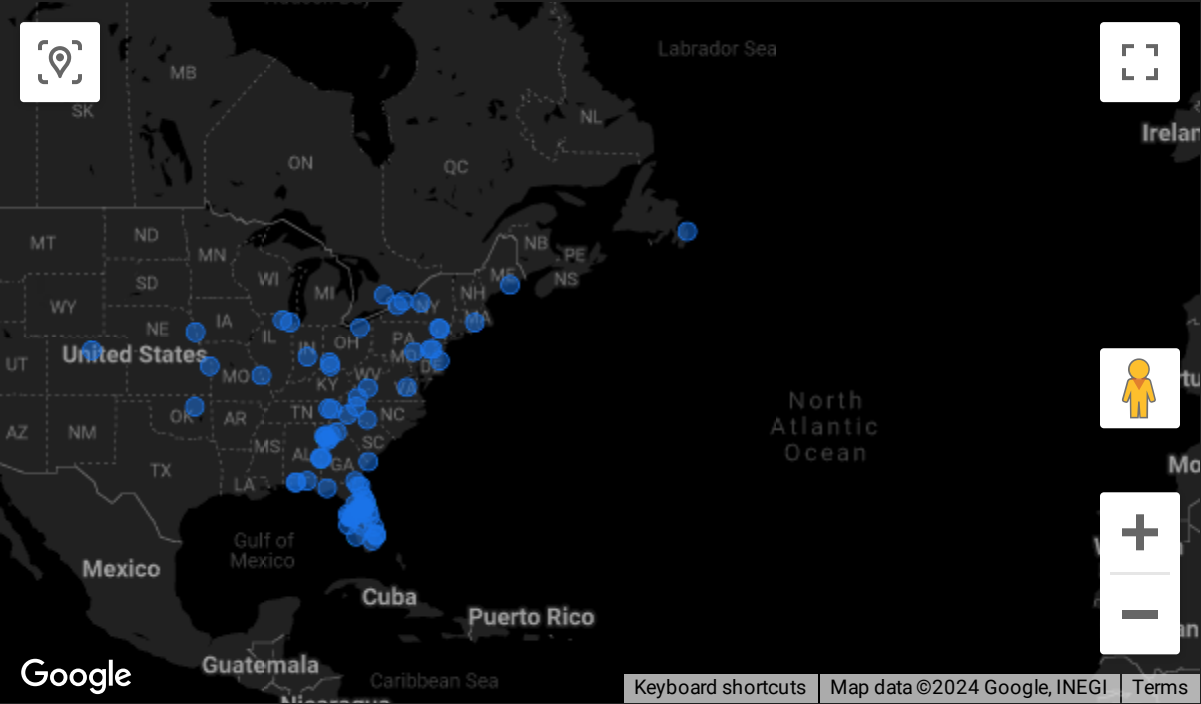 Labrador Sea
MB
SK
NL
Irelan
ON
QC
MT
ND
NB
PE
MN
ME
NS
SD
WI
MI
NH
WY
NY
NE
IA
MA
IL
OH
PA
United States
IN
MD
UT
DE
MO
WV
KY
VA
North
Atlantic
Ocean
TN
NC
OK
AR
AZ
NM
SC
MS
AL
GA
TX
LA
Gulf of
Mexico
Mexico
Cuba
Puerto Rico
Guatemala
Caribbean Sea
Nicaragua
Google
Keyboard shortcuts
Map data ©2024 Google, INEGI
Terms